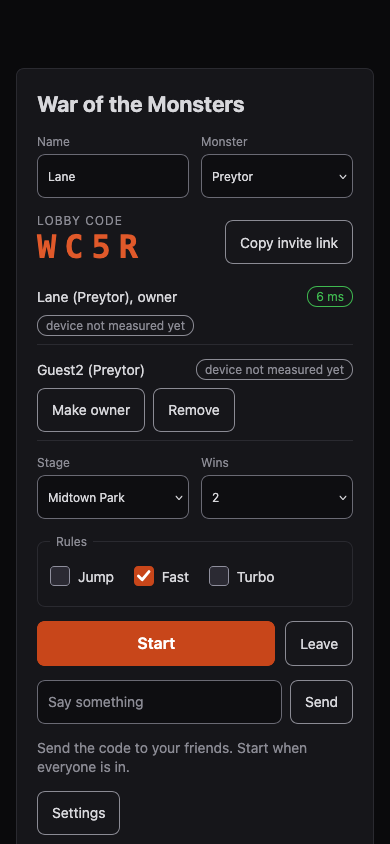 War of the Monsters
Name Monster
Lane Preytor
LOBBY CODE
WC5R
Copy invite link
Lane (Preytor), owner 6 ms
device not measured yet
Guest2 (Preytor) device not measured yet
Make owner Remove
Stage Wins
Midtown Park 2
Rules
Jump Fast Turbo
Start Leave
Say something Send
Send the code to your friends. Start when
everyone is in.
Settings